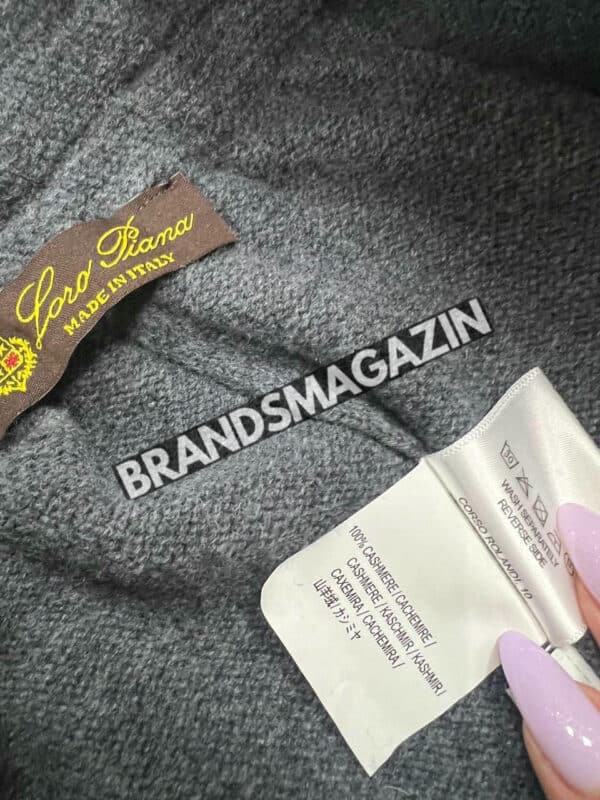 Loro Piana
MADE IN ITALY
BRANDSMAGAZIN
30
WASH SEPARATELY
REVERSE SIDE
CORSO ROLANDI, 10
100% CASHMERE / CACHEMIRE /
CASHMERE / KASCHMIR / KASHMIR /
CAXEMIRA / CACHEMIRA /
山羊绒 / カシミヤ